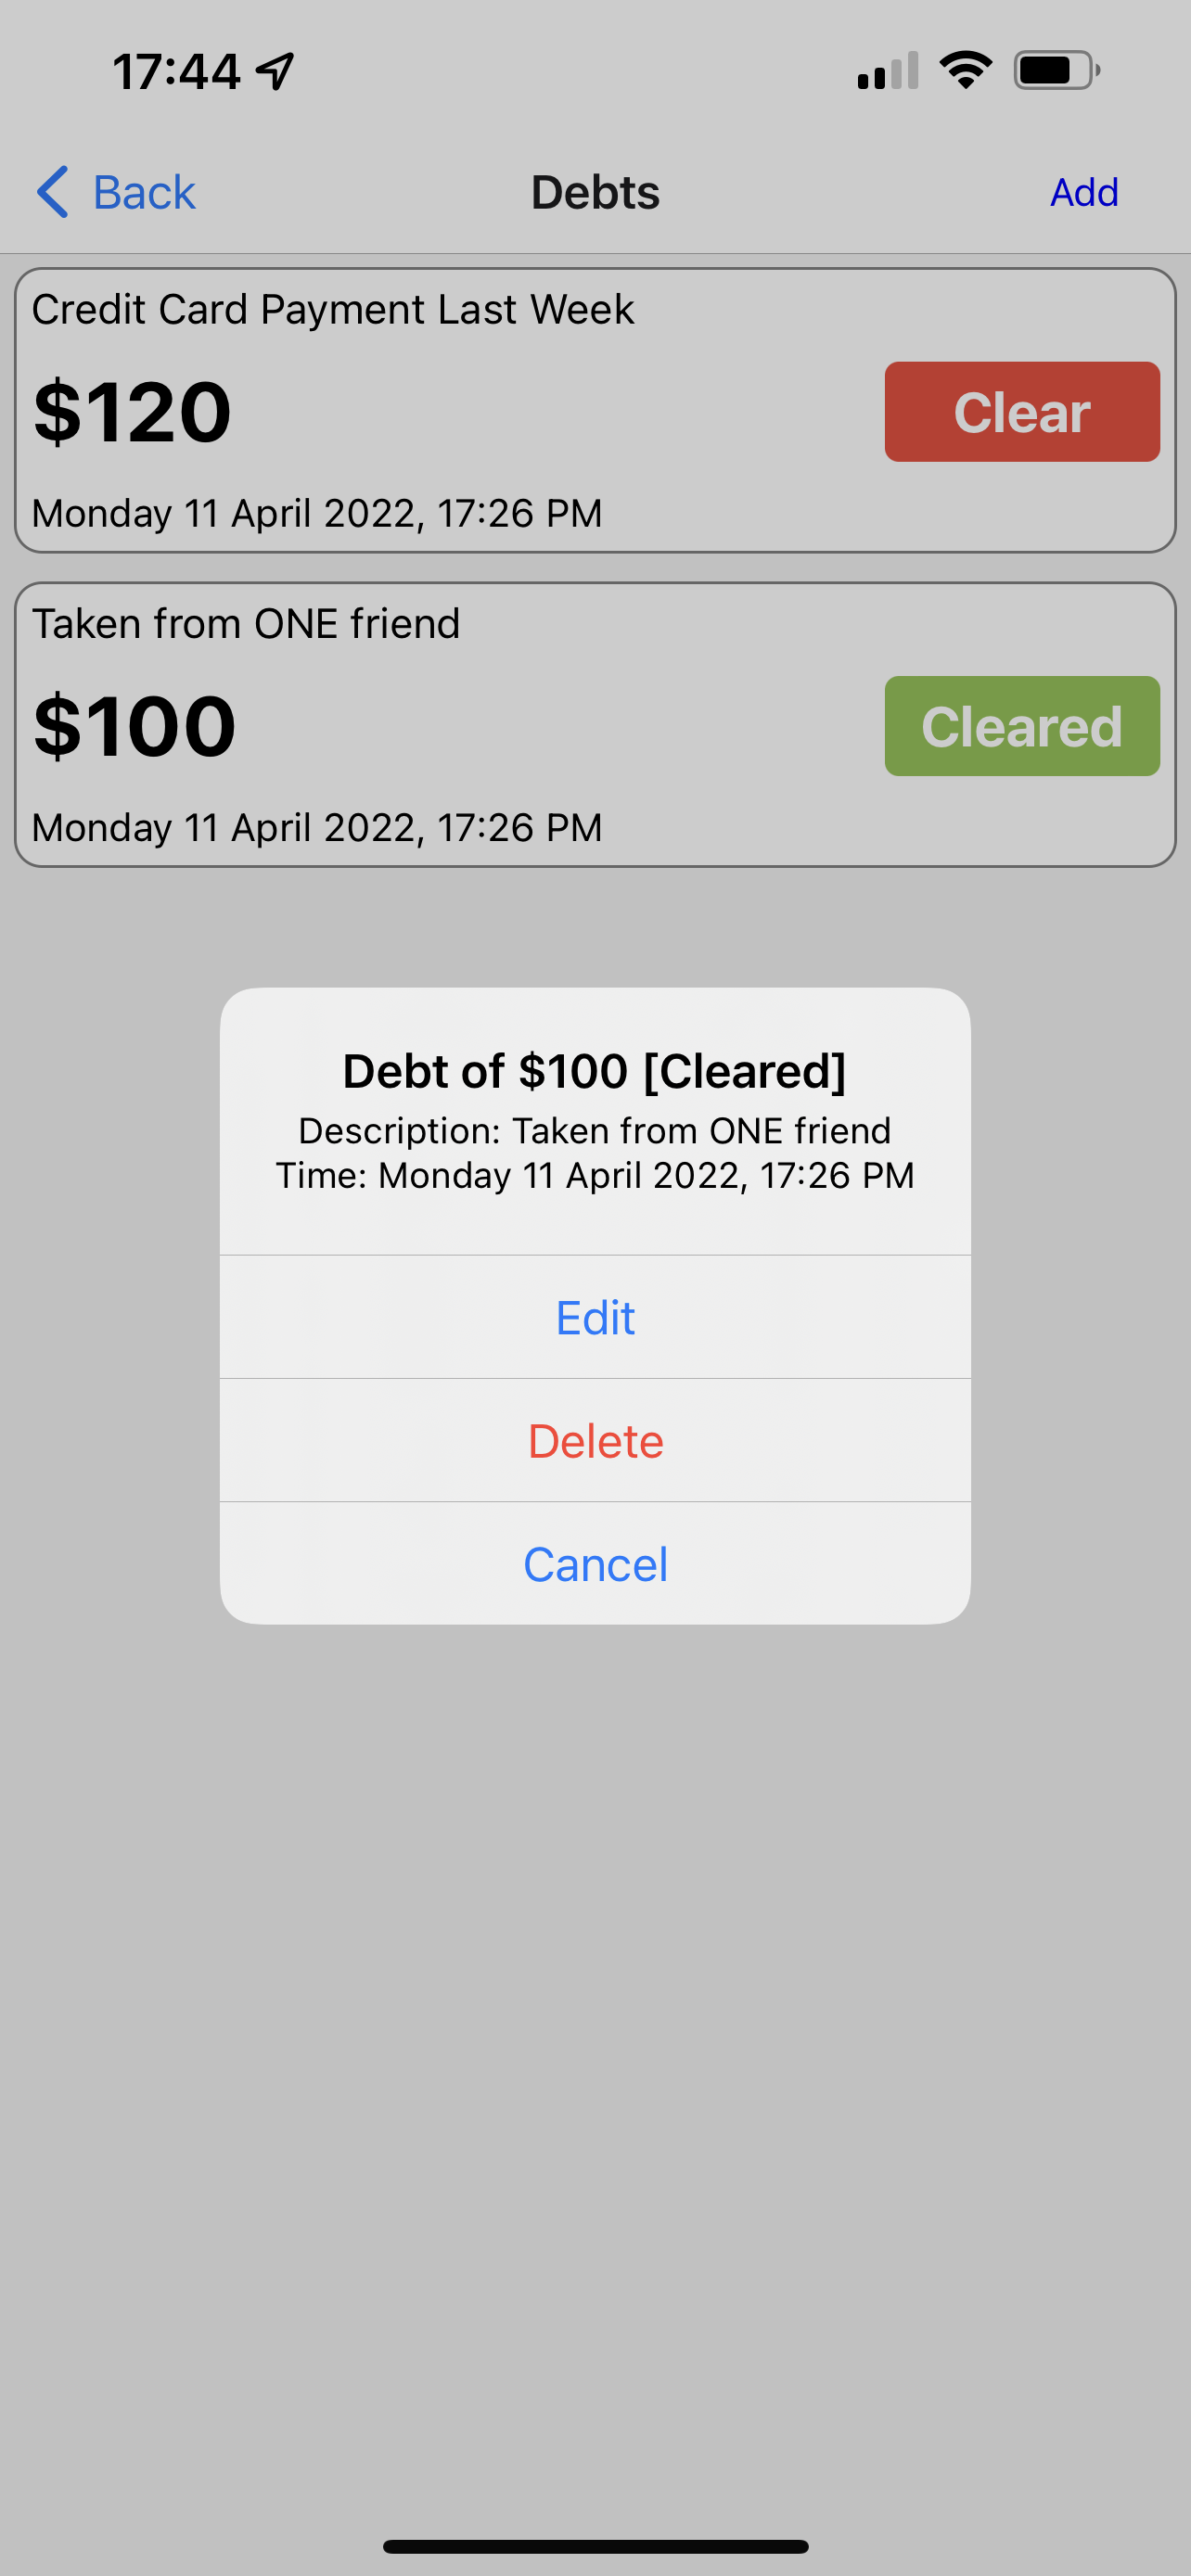 17:44
Back
Debts
Add
Credit Card Payment Last Week
$120
Clear
Monday 11 April 2022, 17:26 PM
Taken from ONE friend
$100
Cleared
Monday 11 April 2022, 17:26 PM
Debt of $100 [Cleared]
Description: Taken from ONE friend
Time: Monday 11 April 2022, 17:26 PM
Edit
Delete
Cancel